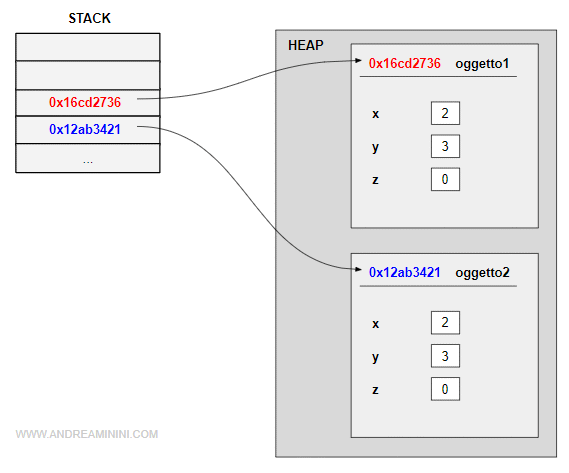 STACK
0x16cd2736
0x12ab3421
...
HEAP
0x16cd2736 oggetto1
x 2
y 3
z 0
0x12ab3421 oggetto2
x 2
y 3
z 0
WWW.ANDREAMININI.COM